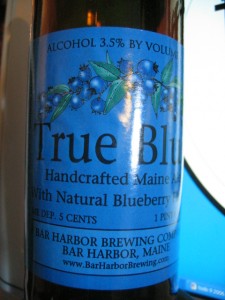 ALCOHOL 3.5% BY VOLUM
True Blu
Handcrafted Maine A
With Natural Blueberry
DEP. 5 CENTS
BAR HARBOR BREWING COM
BAR HARBOR, MAINE
www.BarHarborBrewing.com